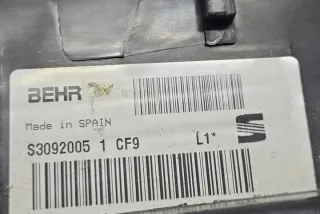 BEHR
Made in SPAIN
S3092005 1 CF9 L1*